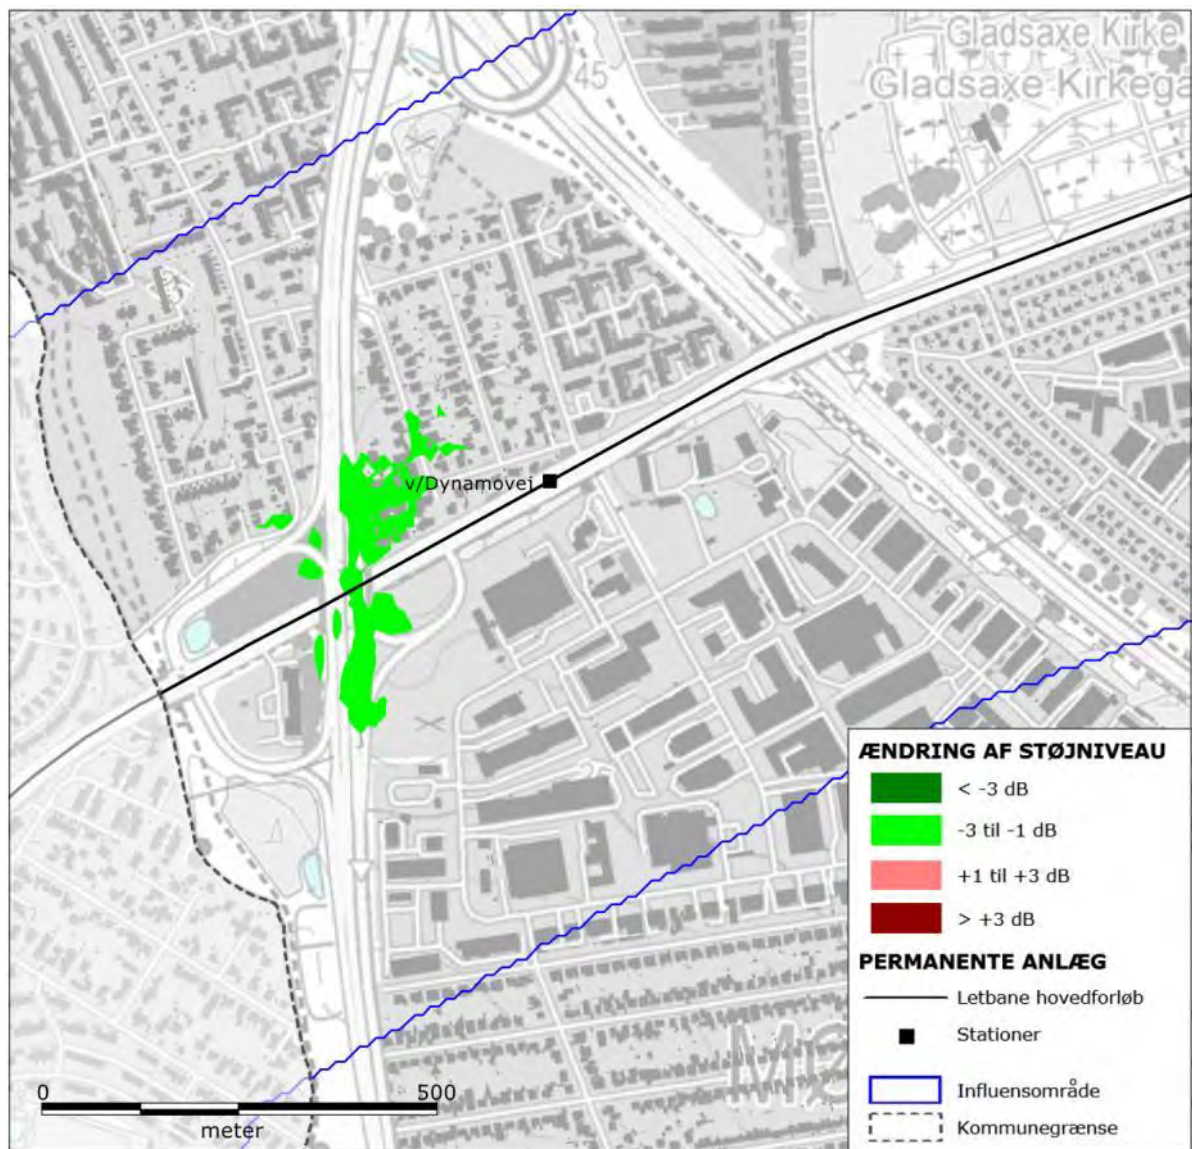 Gladsaxe Kirke
Gladsaxe Kirkega
45
v/Dynamovej
ÆNDRING AF STØJNIVEAU
< -3 dB
-3 til -1 dB
+1 til +3 dB
> +3 dB
PERMANENTE ANLÆG
Letbane hovedforløb
Stationer
Influensområde
Kommunegrænse
0 500
meter